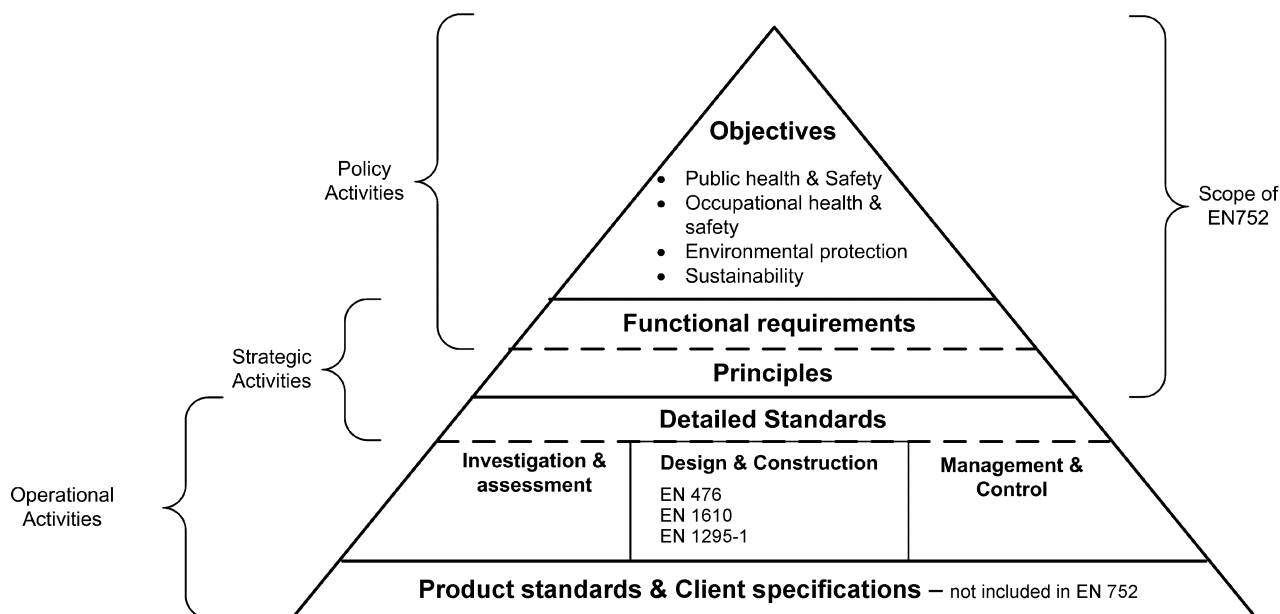 Objectives
Policy
Activities
• Public health & Safety
• Occupational health &
safety
• Environmental protection
• Sustainability
Scope of
EN752
Functional requirements
Strategic
Activities
Principles
Detailed Standards
Operational
Activities
Investigation &
assessment
Design & Construction
EN 476
EN 1610
EN 1295-1
Management &
Control
Product standards & Client specifications – not included in EN 752